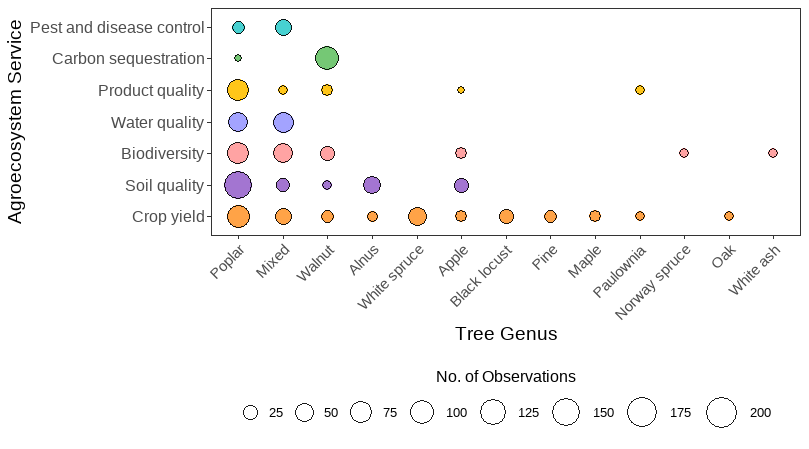 Agroecosystem Service
Pest and disease control
Carbon sequestration
Product quality
Water quality
Biodiversity
Soil quality
Crop yield
Poplar
Mixed
Walnut
Alnus
White spruce
Apple
Black locust
Pine
Maple
Paulownia
Norway spruce
Oak
White ash
Tree Genus
No. of Observations
25 50 75 100 125 150 175 200